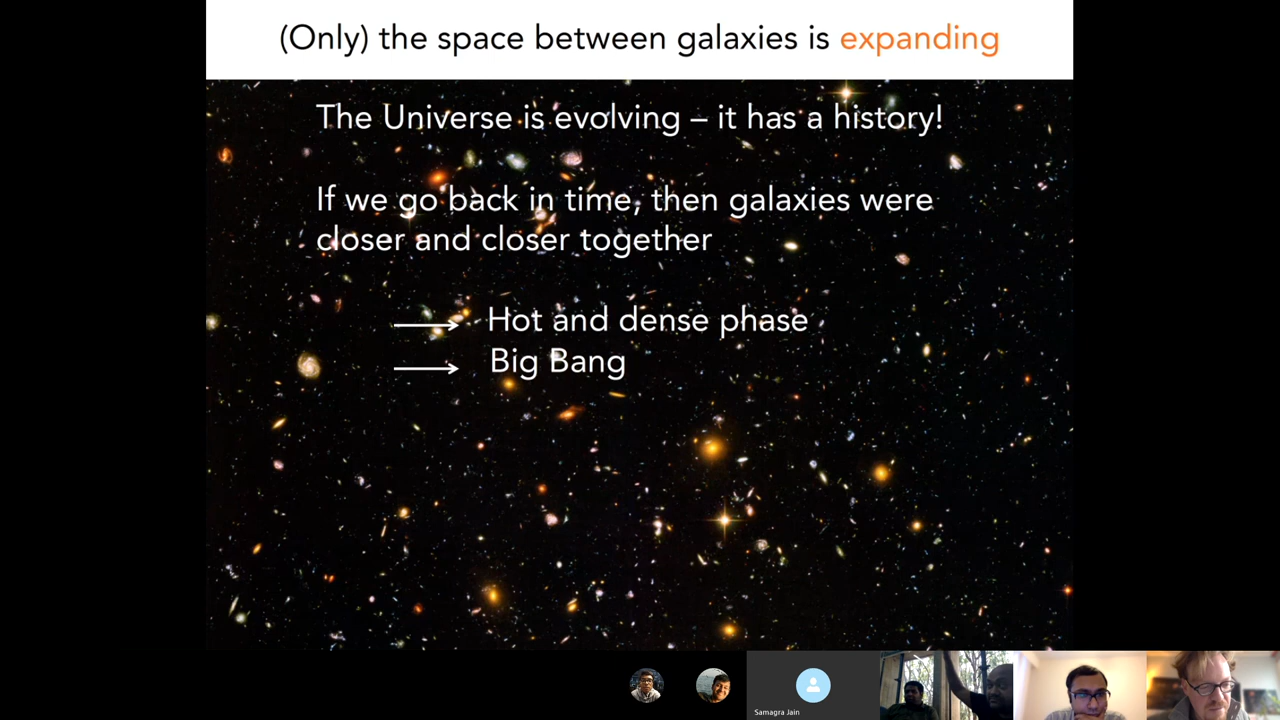 (Only) the space between galaxies is expanding
The Universe is evolving – it has a history!
If we go back in time, then galaxies were
closer and closer together
Hot and dense phase
Big Bang
Samagra Jain